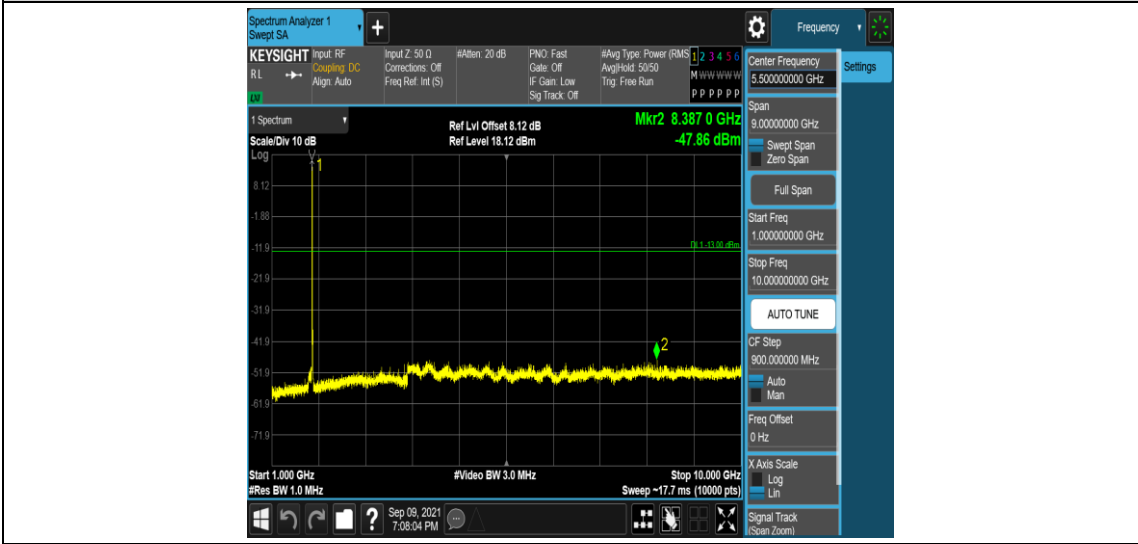 Spectrum Analyzer 1
Swept SA
+
Frequency
KEYSIGHT
RL
Input: RF
Coupling: DC
Align: Auto
Input Z: 50 Ω
Corrections: Off
Freq Ref: Int (S)
#Atten: 20 dB
PNO: Fast
Gate: Off
IF Gain: Low
Sig Track: Off
#Avg Type: Power (RMS
Avg|Hold: 50/50
Trig: Free Run
1 2 3 4 5 6
M W W W W W
P P P P P P
1 Spectrum
Scale/Div 10 dB
Ref Lvl Offset 8.12 dB
Ref Level 18.12 dBm
Mkr2 8.387 0 GHz
-47.86 dBm
Log
1
8.12
-1.88
-11.9
DL1 -13.00 dBm
-21.9
-31.9
-41.9
2
-51.9
-61.9
-71.9
Start 1.000 GHz
#Res BW 1.0 MHz
#Video BW 3.0 MHz
Stop 10.000 GHz
Sweep ~17.7 ms (10000 pts)
?
Sep 09, 2021
7:08:04 PM
Center Frequency
5.500000000 GHz
Settings
Span
9.00000000 GHz
Swept Span
Zero Span
Full Span
Start Freq
1.000000000 GHz
Stop Freq
10.000000000 GHz
AUTO TUNE
CF Step
900.000000 MHz
Auto
Man
Freq Offset
0 Hz
X Axis Scale
Log
Lin
Signal Track
(Span Zoom)